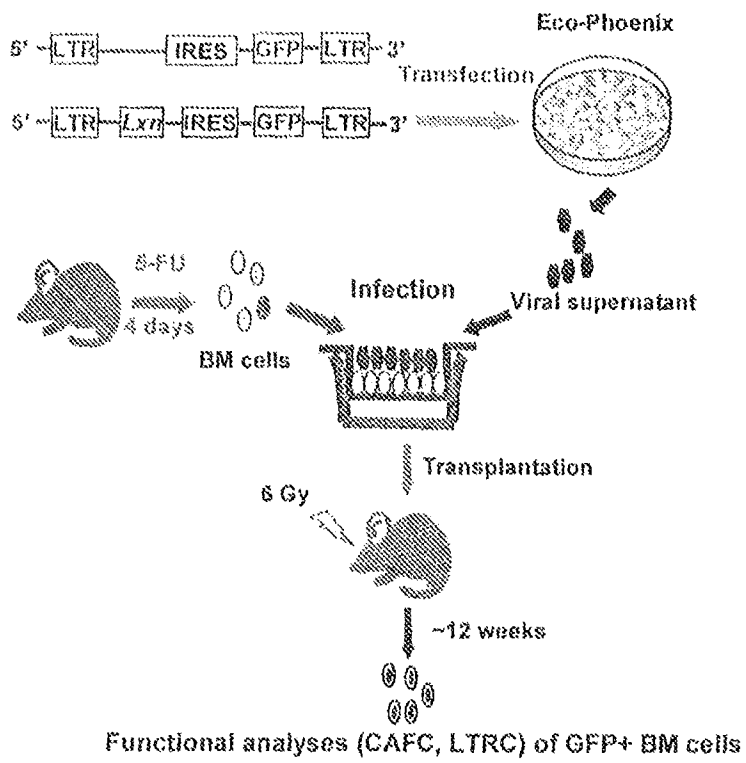 Eco-Phoenix
5' LTR IRES GFP LTR 3'
Transfection
5' LTR Lxn IRES GFP LTR 3'
5-FU
4 days
BM cells
Infection
Viral supernatant
Transplantation
6 Gy
~12 weeks
Functional analyses (CAFC, LTRC) of GFP+ BM cells